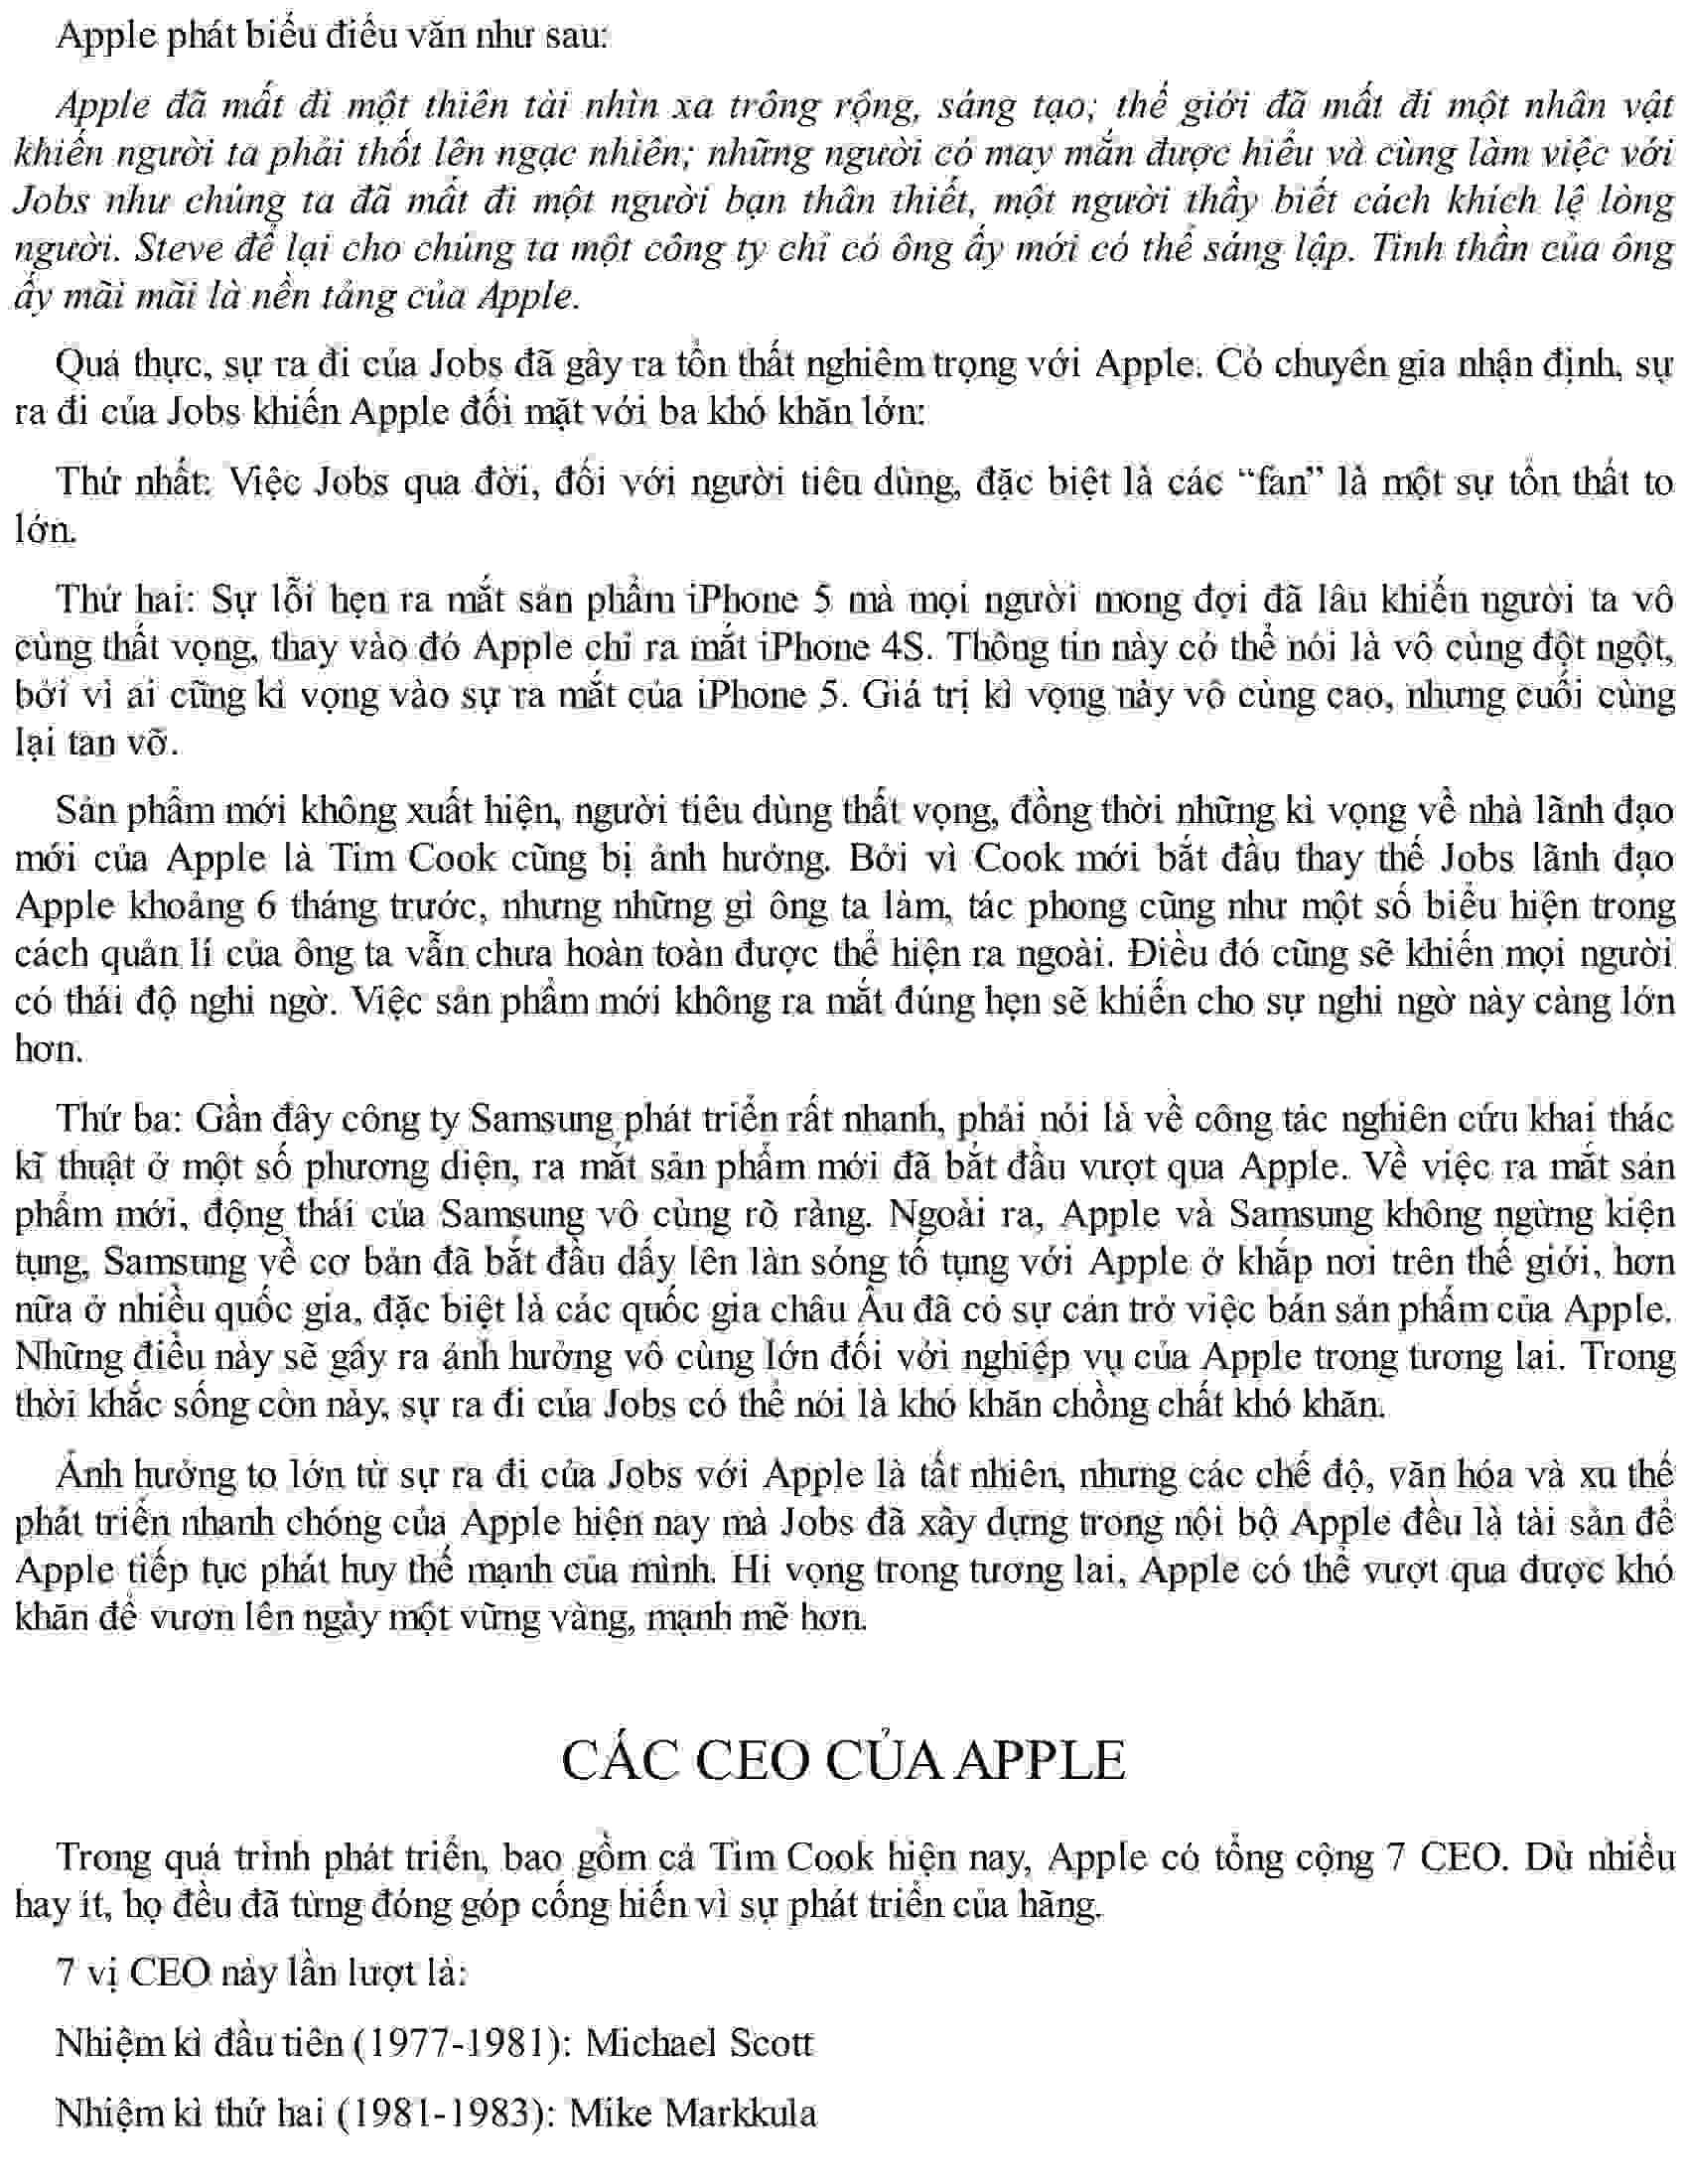 Apple phát biểu điếu văn như sau:
Apple đã mất đi một thiên tài nhìn xa trông rộng, sáng tạo; thế giới đã mất đi một nhân vật
khiến người ta phải thốt lên ngạc nhiên; những người có may mắn được hiểu và cùng làm việc với
Jobs như chúng ta đã mất đi một người bạn thân thiết, một người thầy biết cách khích lệ lòng
người. Steve để lại cho chúng ta một công ty chỉ có ông ấy mới có thể sáng lập. Tinh thần của ông
ấy mãi mãi là nền tảng của Apple.
Quả thực, sự ra đi của Jobs đã gây ra tổn thất nghiêm trọng với Apple. Có chuyên gia nhận định, sự
ra đi của Jobs khiến Apple đối mặt với ba khó khăn lớn:
Thứ nhất: Việc Jobs qua đời, đối với người tiêu dùng, đặc biệt là các “fan” là một sự tổn thất to
lớn.
Thứ hai: Sự lỗi hẹn ra mắt sản phẩm iPhone 5 mà mọi người mong đợi đã lâu khiến người ta vô
cùng thất vọng, thay vào đó Apple chỉ ra mắt iPhone 4S. Thông tin này có thể nói là vô cùng đột ngột,
bởi vì ai cũng kì vọng vào sự ra mắt của iPhone 5. Giá trị kì vọng này vô cùng cao, nhưng cuối cùng
lại tan vỡ.
Sản phẩm mới không xuất hiện, người tiêu dùng thất vọng, đồng thời những kì vọng về nhà lãnh đạo
mới của Apple là Tim Cook cũng bị ảnh hưởng. Bởi vì Cook mới bắt đầu thay thế Jobs lãnh đạo
Apple khoảng 6 tháng trước, nhưng những gì ông ta làm, tác phong cũng như một số biểu hiện trong
cách quản lí của ông ta vẫn chưa hoàn toàn được thể hiện ra ngoài. Điều đó cũng sẽ khiến mọi người
có thái độ nghi ngờ. Việc sản phẩm mới không ra mắt đúng hẹn sẽ khiến cho sự nghi ngờ này càng lớn
hơn.
Thứ ba: Gần đây công ty Samsung phát triển rất nhanh, phải nói là về công tác nghiên cứu khai thác
kĩ thuật ở một số phương diện, ra mắt sản phẩm mới đã bắt đầu vượt qua Apple. Về việc ra mắt sản
phẩm mới, động thái của Samsung vô cùng rõ ràng. Ngoài ra, Apple và Samsung không ngừng kiện
tụng, Samsung về cơ bản đã bắt đầu dấy lên làn sóng tố tụng với Apple ở khắp nơi trên thế giới, hơn
nữa ở nhiều quốc gia, đặc biệt là các quốc gia châu Âu đã có sự cản trở việc bán sản phẩm của Apple.
Những điều này sẽ gây ra ảnh hưởng vô cùng lớn đối với nghiệp vụ của Apple trong tương lai. Trong
thời khắc sống còn này, sự ra đi của Jobs có thể nói là khó khăn chồng chất khó khăn.
Ảnh hưởng to lớn từ sự ra đi của Jobs với Apple là tất nhiên, nhưng các chế độ, văn hóa và xu thế
phát triển nhanh chóng của Apple hiện nay mà Jobs đã xây dựng trong nội bộ Apple đều là tài sản để
Apple tiếp tục phát huy thế mạnh của mình. Hi vọng trong tương lai, Apple có thể vượt qua được khó
khăn để vươn lên ngày một vững vàng, mạnh mẽ hơn.
CÁC CEO CỦA APPLE
Trong quá trình phát triển, bao gồm cả Tim Cook hiện nay, Apple có tổng cộng 7 CEO. Dù nhiều
hay ít, họ đều đã từng đóng góp cống hiến vì sự phát triển của hãng.
7 vị CEO này lần lượt là:
Nhiệm kì đầu tiên (1977-1981): Michael Scott
Nhiệm kì thứ hai (1981-1983): Mike Markkula